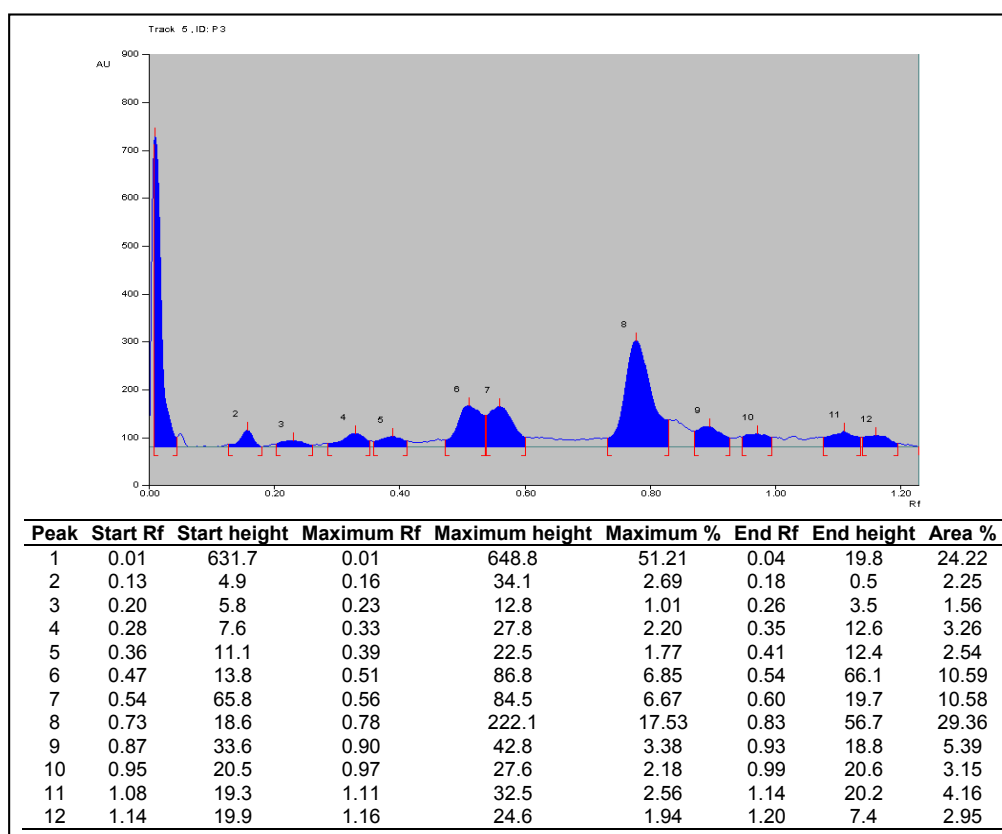 Track 5 , ID: P3
900
AU
800
700
600
500
400
300
200
100
0
1
2
3
4
5
6
7
8
9
10
11
12
0.00 0.20 0.40 0.60 0.80 1.00 1.20
Rf
Peak Start Rf Start height Maximum Rf Maximum height Maximum % End Rf End height Area %
1 0.01 631.7 0.01 648.8 51.21 0.04 19.8 24.22
2 0.13 4.9 0.16 34.1 2.69 0.18 0.5 2.25
3 0.20 5.8 0.23 12.8 1.01 0.26 3.5 1.56
4 0.28 7.6 0.33 27.8 2.20 0.35 12.6 3.26
5 0.36 11.1 0.39 22.5 1.77 0.41 12.4 2.54
6 0.47 13.8 0.51 86.8 6.85 0.54 66.1 10.59
7 0.54 65.8 0.56 84.5 6.67 0.60 19.7 10.58
8 0.73 18.6 0.78 222.1 17.53 0.83 56.7 29.36
9 0.87 33.6 0.90 42.8 3.38 0.93 18.8 5.39
10 0.95 20.5 0.97 27.6 2.18 0.99 20.6 3.15
11 1.08 19.3 1.11 32.5 2.56 1.14 20.2 4.16
12 1.14 19.9 1.16 24.6 1.94 1.20 7.4 2.95